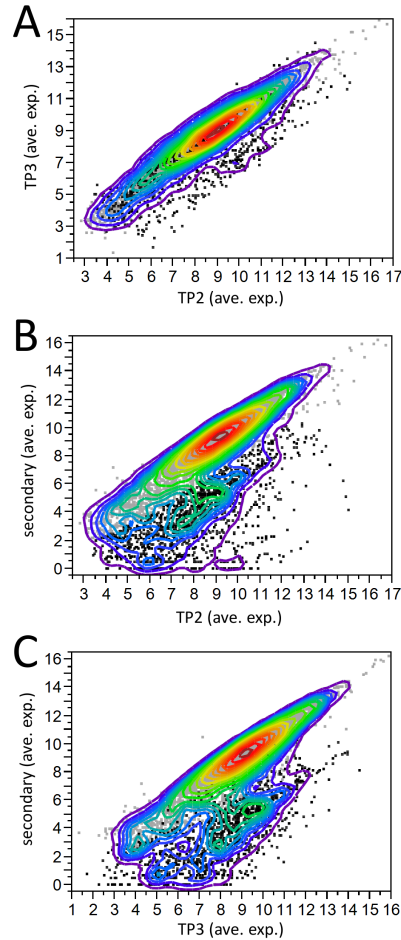 A
TP3 (ave. exp.)
15
13
11
9
7
5
3
1
3 4 5 6 7 8 9 10 11 12 13 14 15 16 17
TP2 (ave. exp.)
B
secondary (ave. exp.)
16
14
12
10
8
6
4
2
0
3 4 5 6 7 8 9 10 11 12 13 14 15 16 17
TP2 (ave. exp.)
C
secondary (ave. exp.)
16
14
12
10
8
6
4
2
0
1 2 3 4 5 6 7 8 9 10 11 12 13 14 15 16
TP3 (ave. exp.)